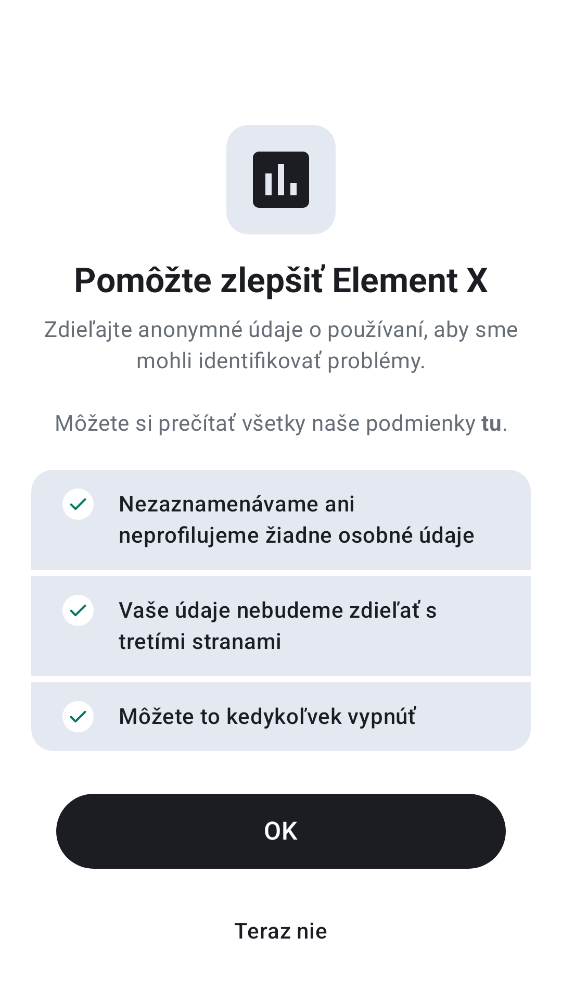 Pomôžte zlepšiť Element X
Zdieľajte anonymné údaje o používaní, aby sme
mohli identifikovať problémy.
Môžete si prečítať všetky naše podmienky tu.
Nezaznamenávame ani
neprofilujeme žiadne osobné údaje
Vaše údaje nebudeme zdieľať s
tretími stranami
Môžete to kedykoľvek vypnúť
OK
Teraz nie